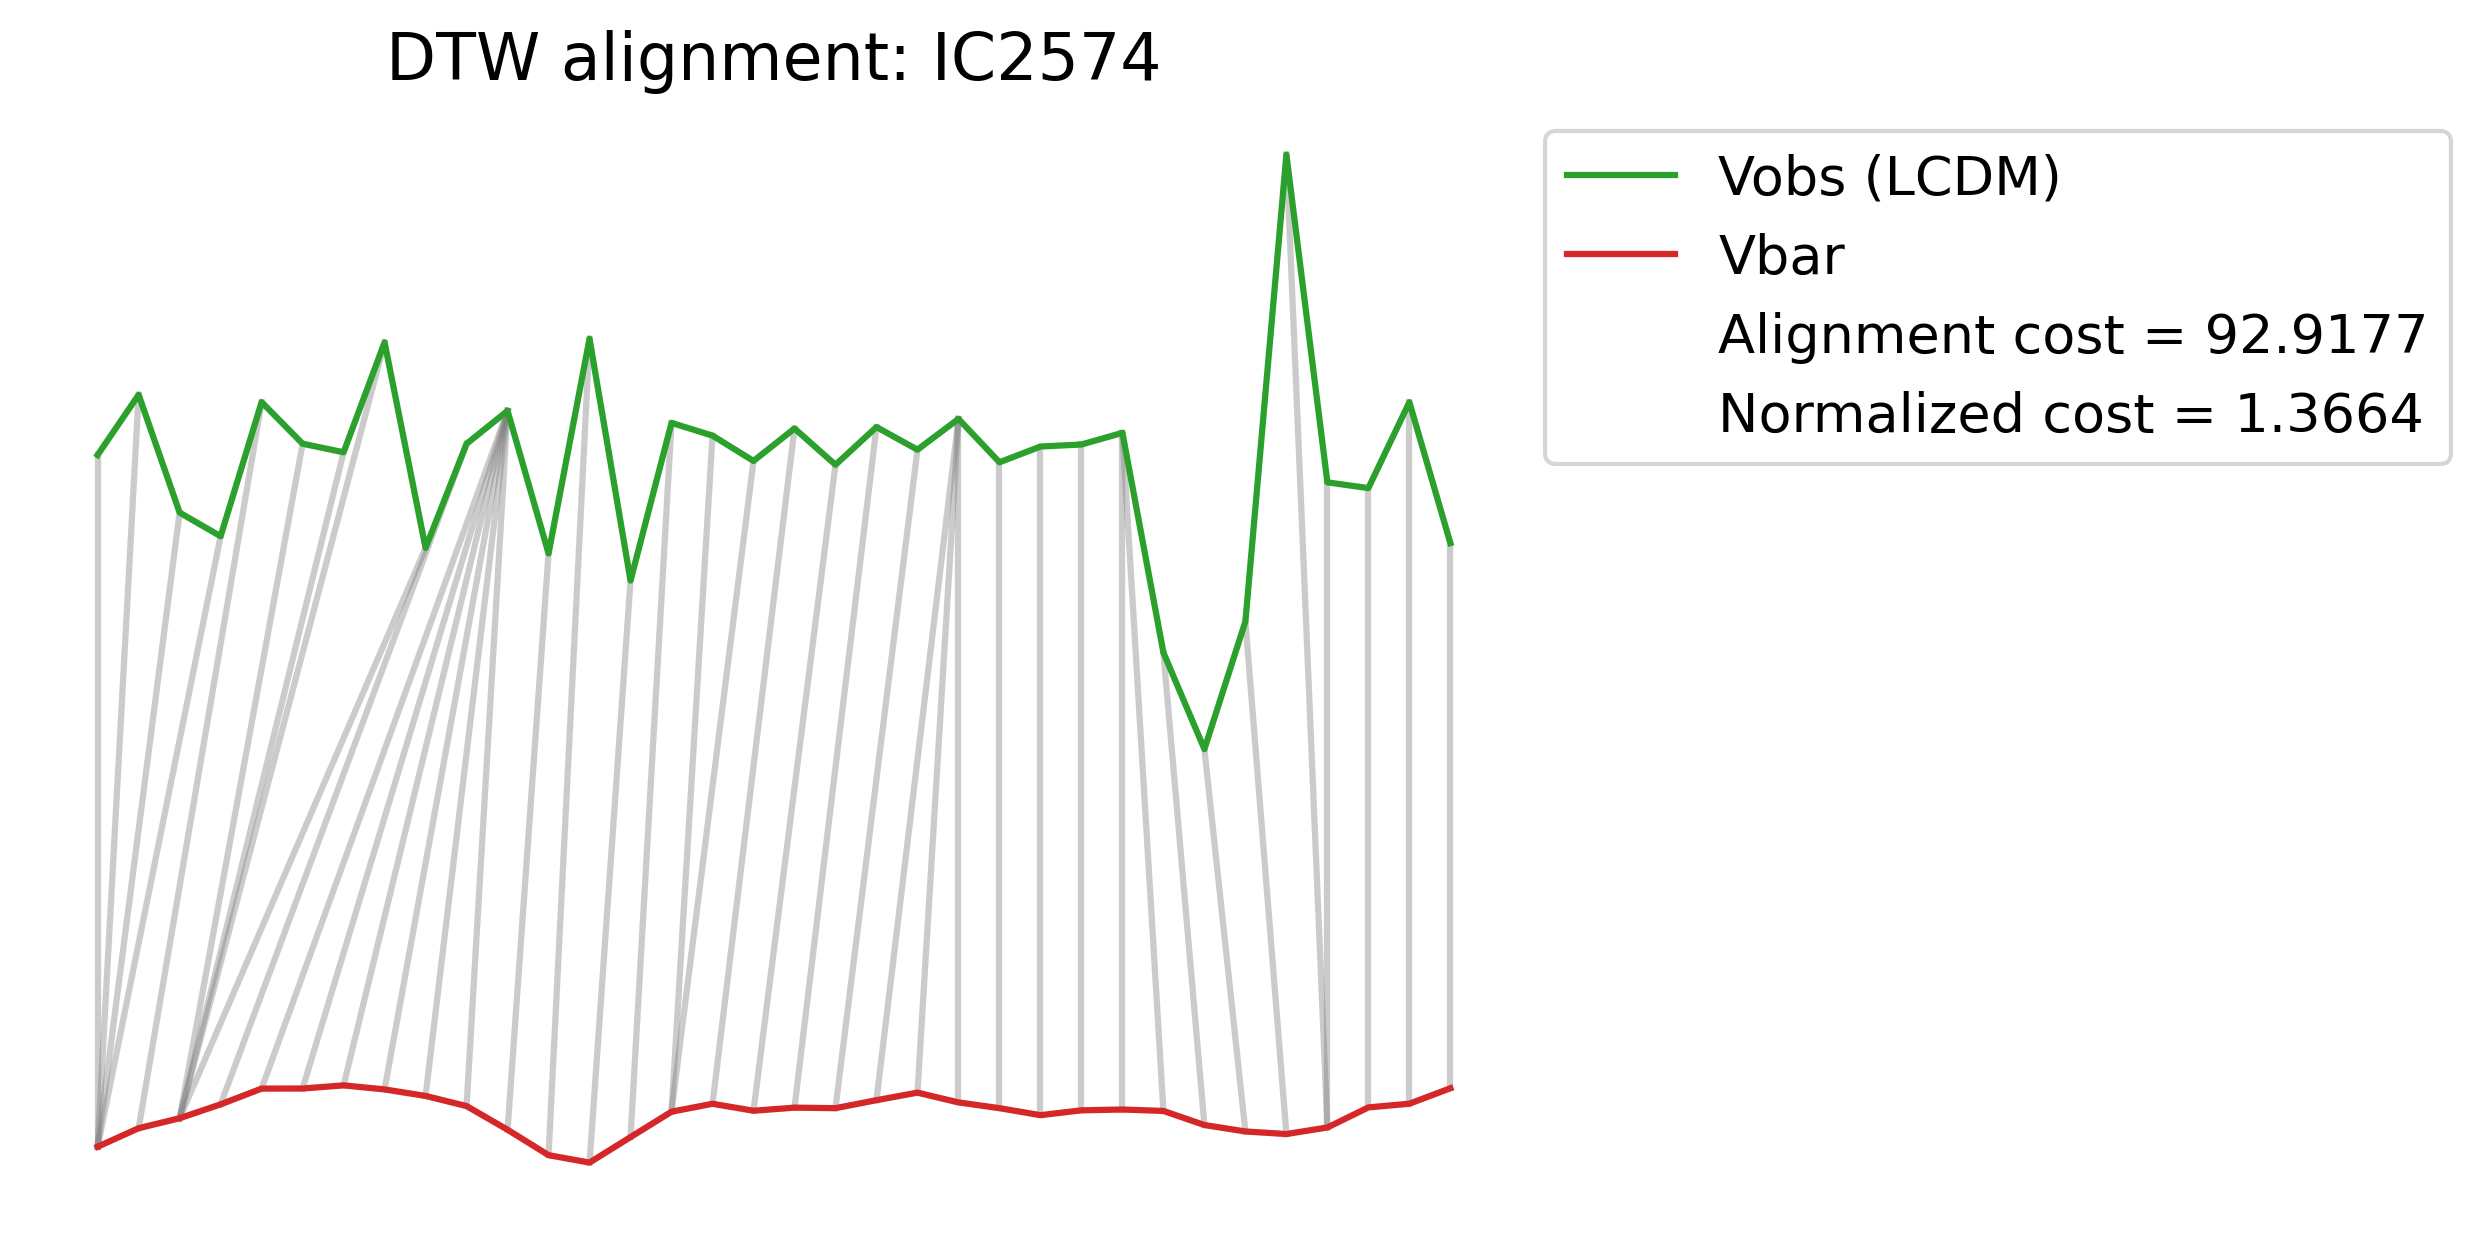 DTW alignment: IC2574
Vobs (LCDM)
Vbar
Alignment cost = 92.9177
Normalized cost = 1.3664